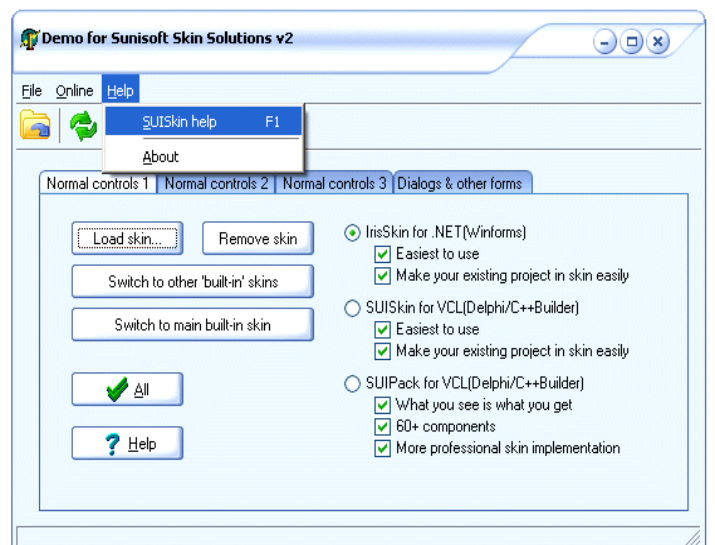 Demo for Sunisoft Skin Solutions v2
File Online Help
SUISkin help F1
About
Normal controls 1 Normal controls 2 Normal controls 3 Dialogs & other forms
Load skin... Remove skin
Switch to other 'built-in' skins
Switch to main built-in skin
All
Help
IrisSkin for .NET(Winforms)
Easiest to use
Make your existing project in skin easily
SUISkin for VCL(Delphi/C++Builder)
Easiest to use
Make your existing project in skin easily
SUIPack for VCL(Delphi/C++Builder)
What you see is what you get
60+ components
More professional skin implementation